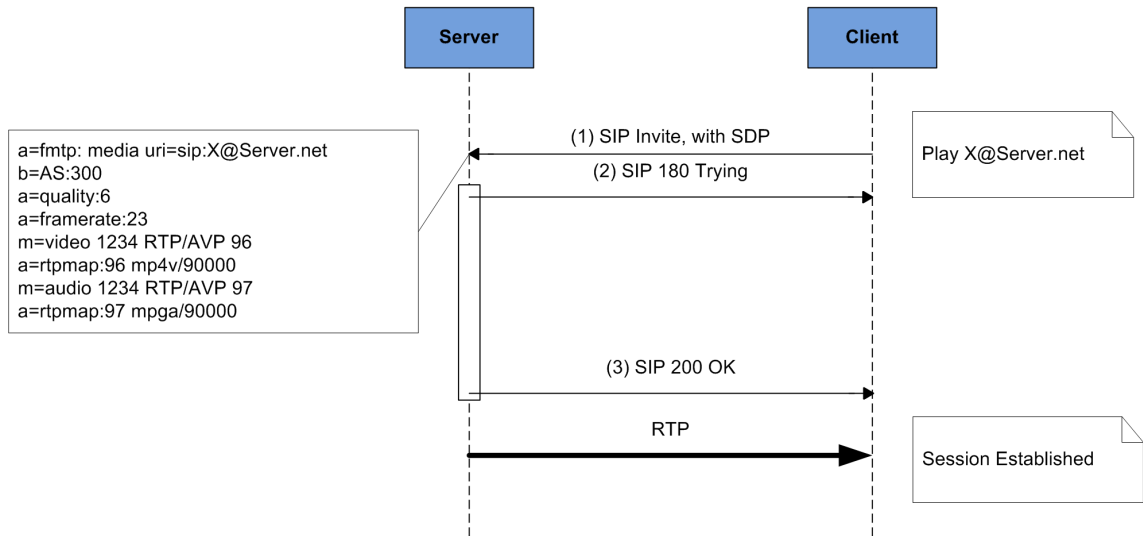 Server
Client
(1) SIP Invite, with SDP
Play X@Server.net
(2) SIP 180 Trying
a=fmtp: media uri=sip:X@Server.net
b=AS:300
a=quality:6
a=framerate:23
m=video 1234 RTP/AVP 96
a=rtpmap:96 mp4v/90000
m=audio 1234 RTP/AVP 97
a=rtpmap:97 mpga/90000
(3) SIP 200 OK
RTP
Session Established